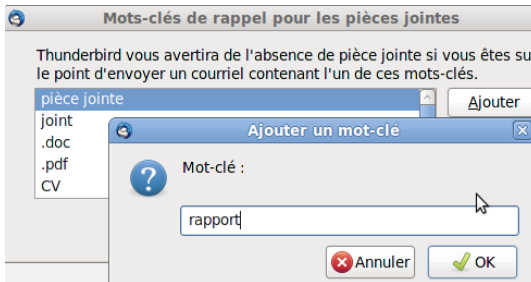 Mots-clés de rappel pour les pièces jointes
Thunderbird vous avertira de l'absence de pièce jointe si vous êtes su
le point d'envoyer un courriel contenant l'un de ces mots-clés.
pièce jointe
Ajouter
joint
.doc
.pdf
CV
Ajouter un mot-clé
Mot-clé :
rapport
Annuler
OK